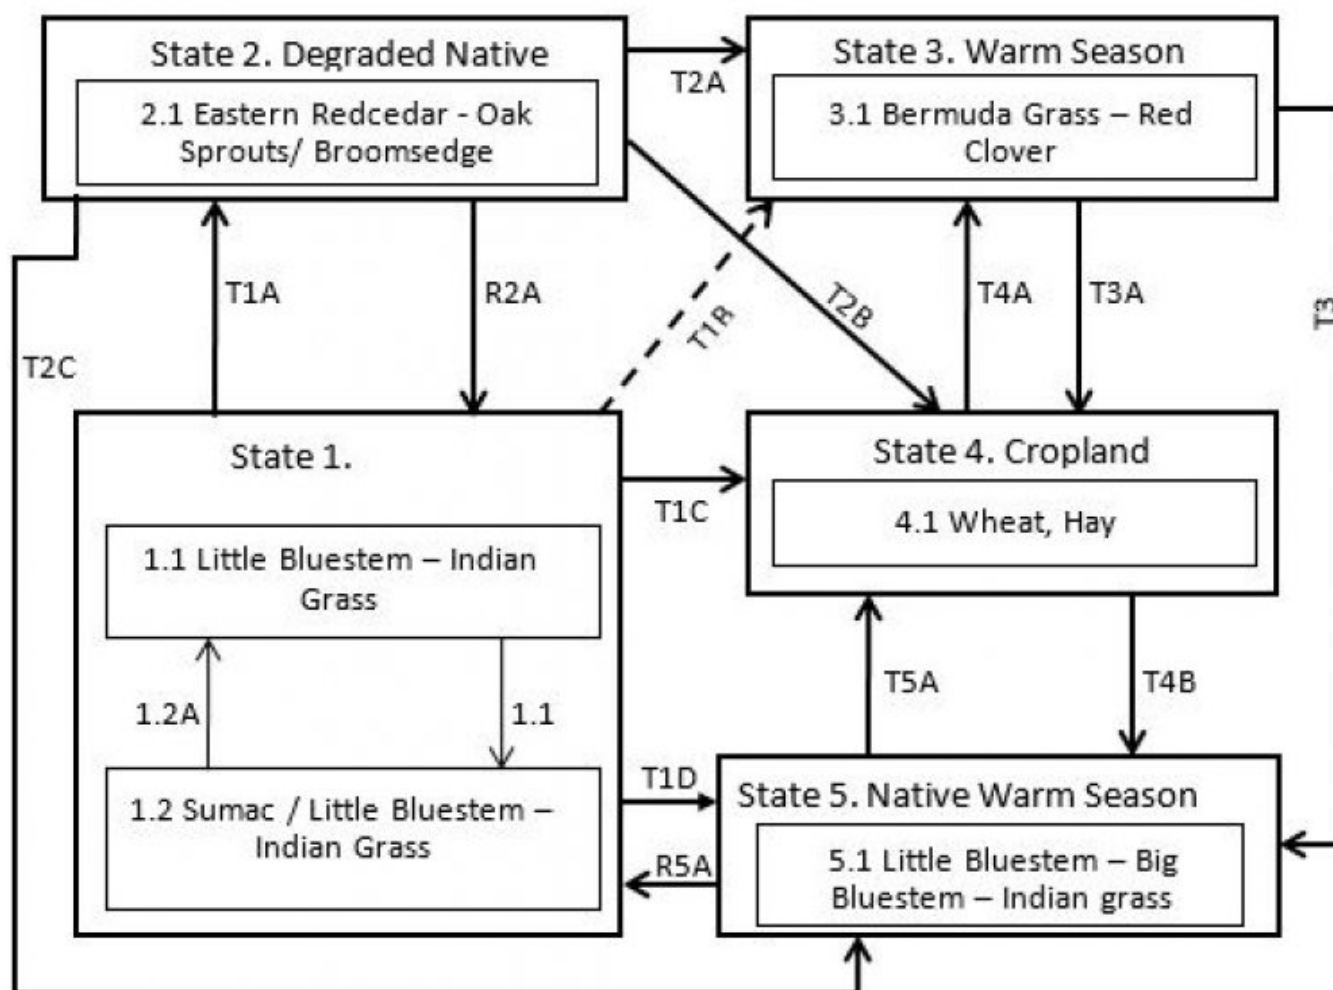 State 2. Degraded Native
2.1 Eastern Redcedar - Oak
Sprouts/ Broomsedge
T2A
State 3. Warm Season
3.1 Bermuda Grass – Red
Clover
T1A
R2A
T1B
T2B
T4A
T3A
T3
T2C
State 1.
1.1 Little Bluestem – Indian
Grass
1.2A
1.1
1.2 Sumac / Little Bluestem –
Indian Grass
T1C
State 4. Cropland
4.1 Wheat, Hay
T5A
T4B
T1D
R5A
State 5. Native Warm Season
5.1 Little Bluestem – Big
Bluestem – Indian grass